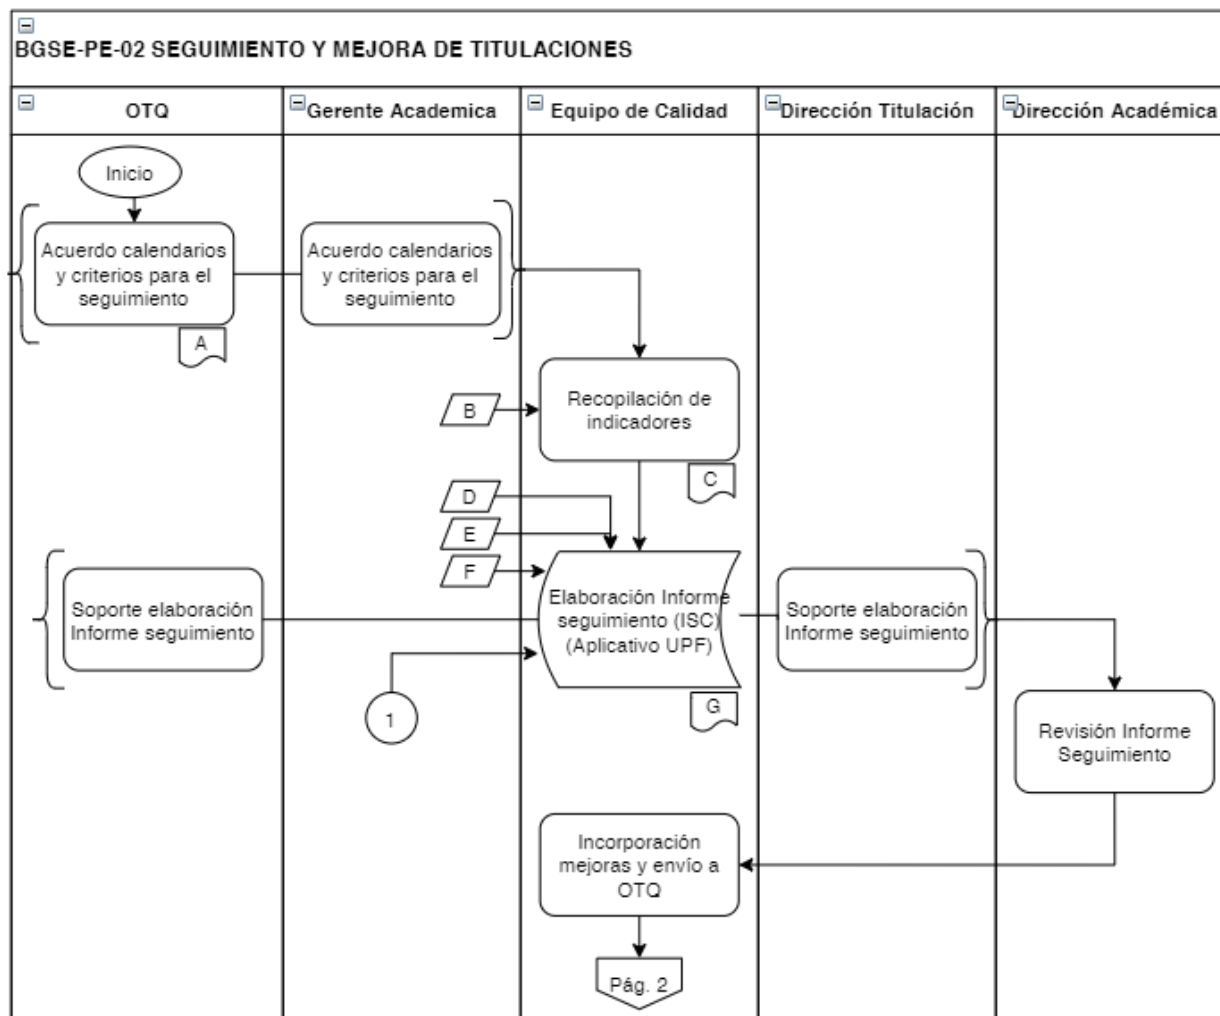 BGSE-PE-02 SEGUIMIENTO Y MEJORA DE TITULACIONES
OTQ
Gerente Academica
Equipo de Calidad
Dirección Titulación
Dirección Académica
Inicio
Acuerdo calendarios
y criterios para el
seguimiento
Acuerdo calendarios
y criterios para el
seguimiento
A
Recopilación de
indicadores
B
C
D
E
F
Soporte elaboración
Informe seguimiento
Elaboración Informe
seguimiento (ISC)
(Aplicativo UPF)
Soporte elaboración
Informe seguimiento
1
G
Revisión Informe
Seguimiento
Incorporación
mejoras y envío a
OTQ
Pág. 2